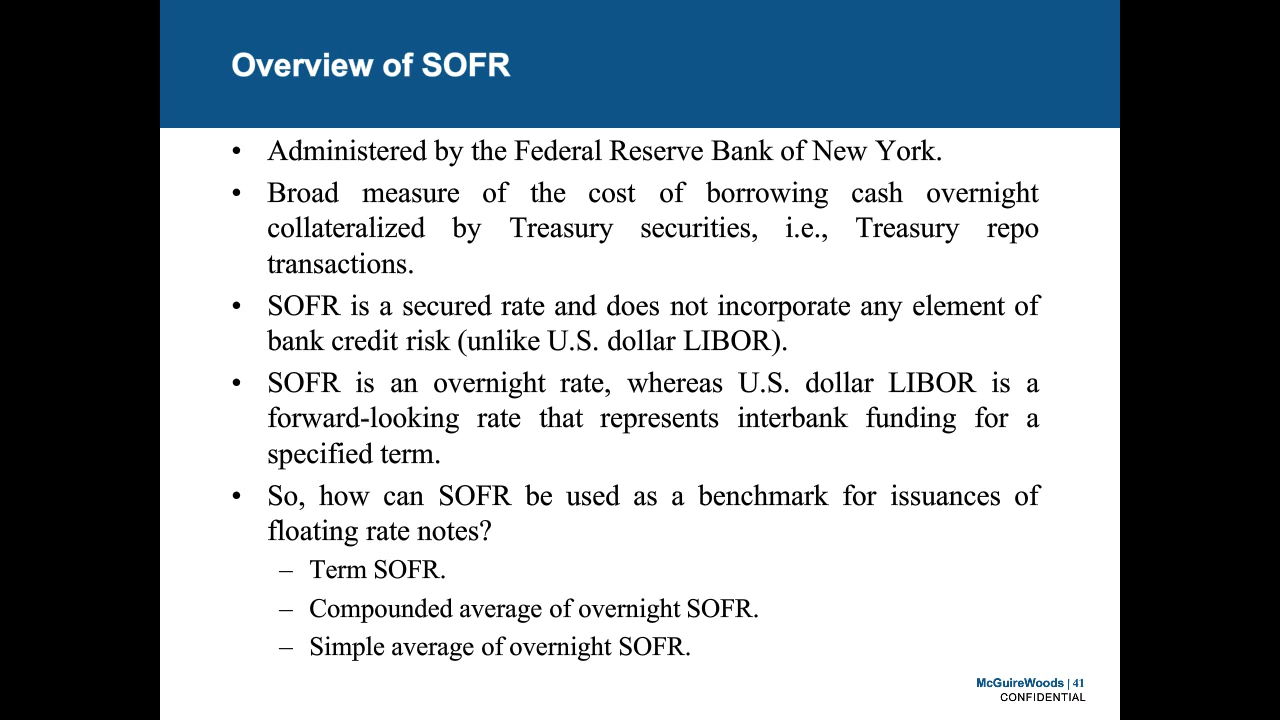 Overview of SOFR
• Administered by the Federal Reserve Bank of New York.
• Broad measure of the cost of borrowing cash overnight
collateralized by Treasury securities, i.e., Treasury repo
transactions.
• SOFR is a secured rate and does not incorporate any element of
bank credit risk (unlike U.S. dollar LIBOR).
• SOFR is an overnight rate, whereas U.S. dollar LIBOR is a
forward-looking rate that represents interbank funding for a
specified term.
• So, how can SOFR be used as a benchmark for issuances of
floating rate notes?
– Term SOFR.
– Compounded average of overnight SOFR.
– Simple average of overnight SOFR.
McGuireWoods | 41
CONFIDENTIAL